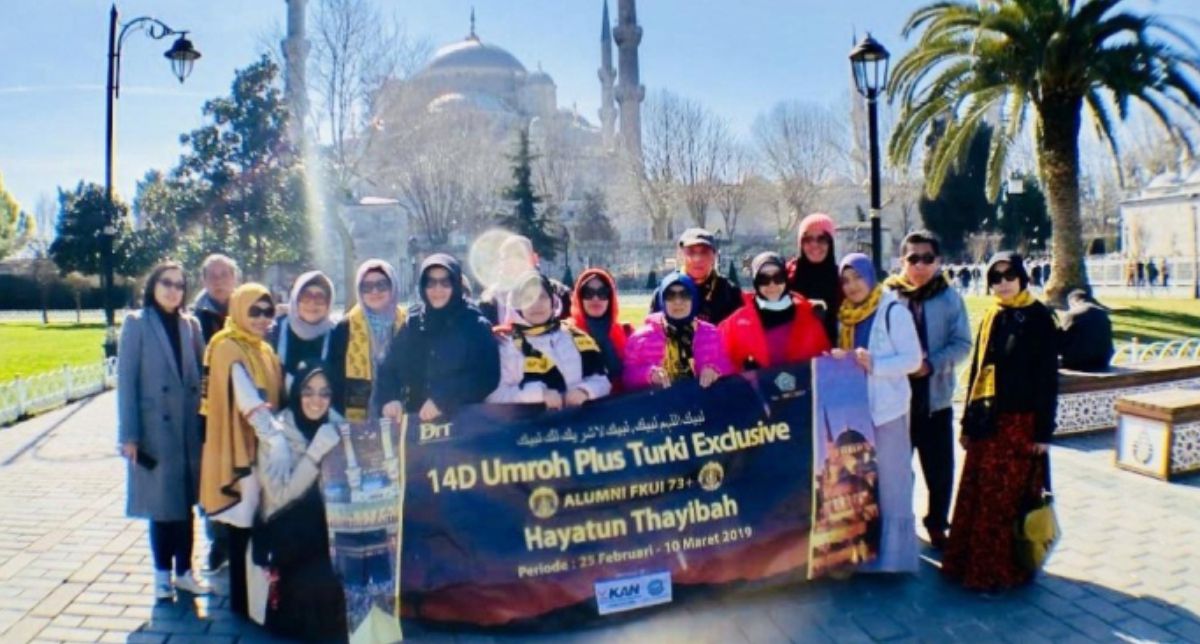 DIT
لبيك اللهم لبيك، لبيك لا شريك لك لبيك
14D Umroh Plus Turki Exclusive
ALUMNI FKUI 73+
Hayatun Thayibah
Periode : 25 Februari - 10 Maret 2019
KAN